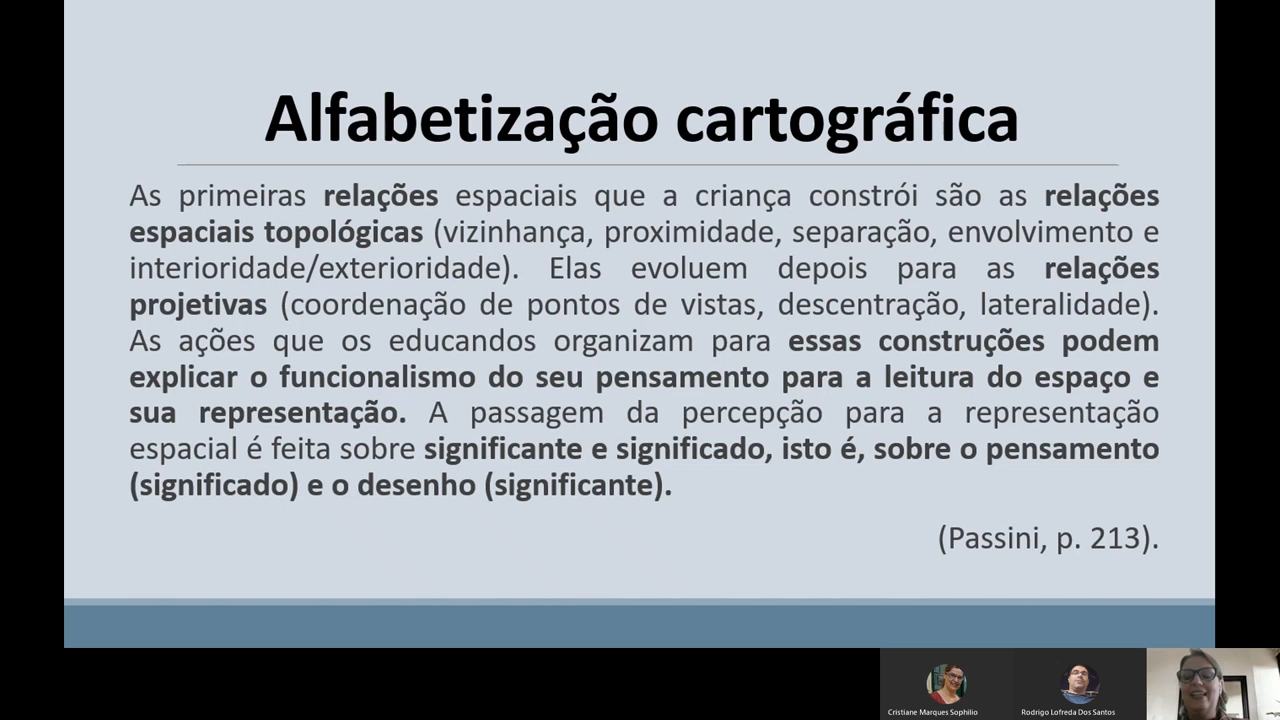 Alfabetização cartográfica
As primeiras relações espaciais que a criança constrói são as relações
espaciais topológicas (vizinhança, proximidade, separação, envolvimento e
interioridade/exterioridade). Elas evoluem depois para as relações
projetivas (coordenação de pontos de vistas, descentração, lateralidade).
As ações que os educandos organizam para essas construções podem
explicar o funcionalismo do seu pensamento para a leitura do espaço e
sua representação. A passagem da percepção para a representação
espacial é feita sobre significante e significado, isto é, sobre o pensamento
(significado) e o desenho (significante).
(Passini, p. 213).
Cristiane Marques Sophilio
Rodrigo Lofreda Dos Santos